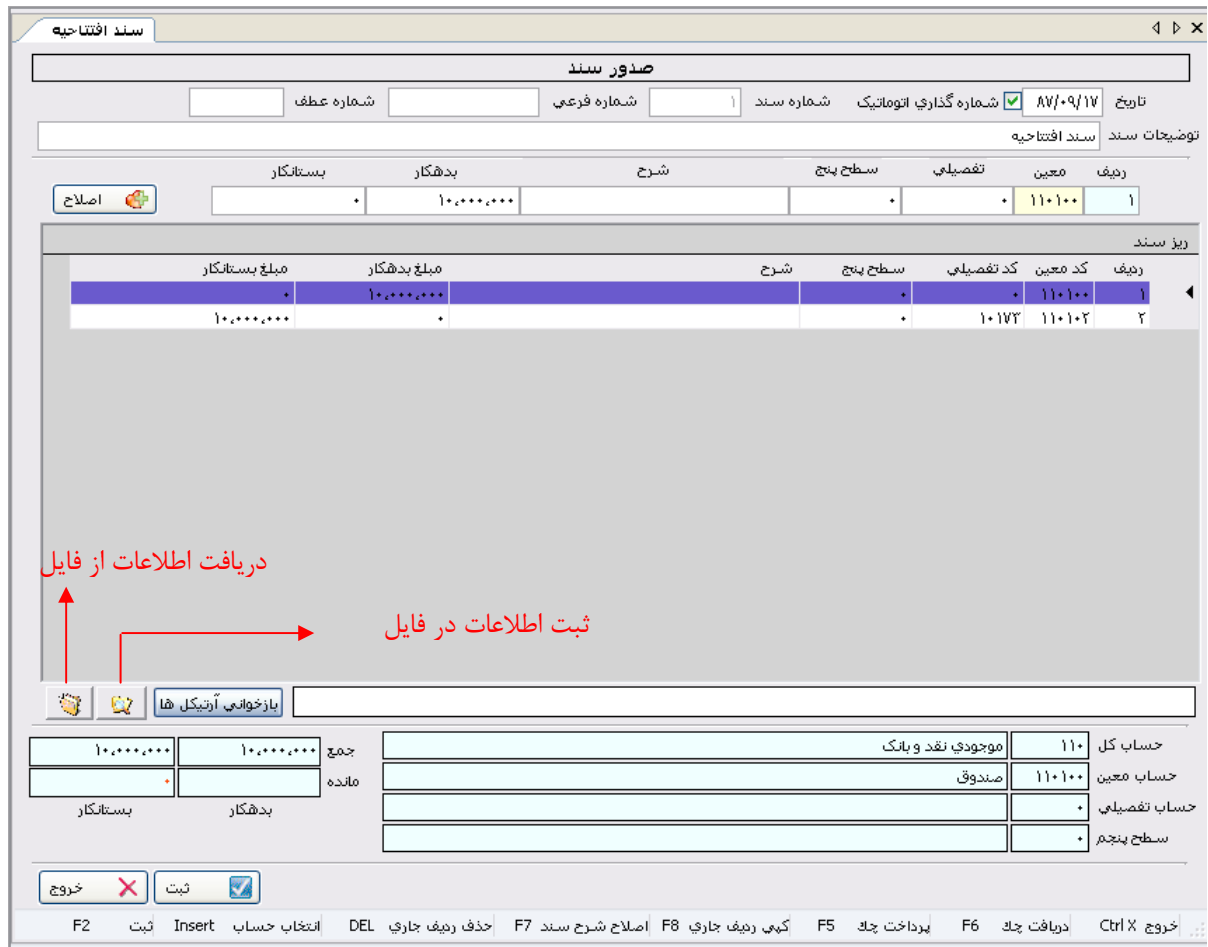 سند افتتاحیه
صدور سند
تاریخ ۸۷/۰۹/۱۷ شماره گذاري اتوماتیک شماره سند ۱ شماره فرعي شماره عطف
توضیحات سند سند افتتاحیه
ردیف معین تفصیلي سطح پنج شرح بدهکار بستانکار
۱ ۱۱۰۱۰۰ ۰ ۰ ۱۰،۰۰۰،۰۰۰ ۰ اصلاح
ریز سند
ردیف کد معین کد تفصیلي سطح پنج شرح مبلغ بدهکار مبلغ بستانکار
۱ ۱۱۰۱۰۰ ۰ ۰ ۱۰،۰۰۰،۰۰۰ ۰
۲ ۱۱۰۱۰۲ ۱۰۱۷۳ ۰ ۰ ۱۰،۰۰۰،۰۰۰
دریافت اطلاعات از فایل
ثبت اطلاعات در فایل
بازخواني آرتیکل ها
حساب کل ۱۱۰ موجودي نقد و بانک جمع ۱۰،۰۰۰،۰۰۰ ۱۰،۰۰۰،۰۰۰
حساب معین ۱۱۰۱۰۰ صندوق مانده ۰
حساب تفصیلي ۰ بدهکار بستانکار
سطح پنجم ۰
ثبت خروج
خروج Ctrl X دریافت چك F6 پرداخت چك F5 کپي ردیف جاري F8 اصلاح شرح سند F7 حذف ردیف جاري DEL انتخاب حساب Insert ثبت F2